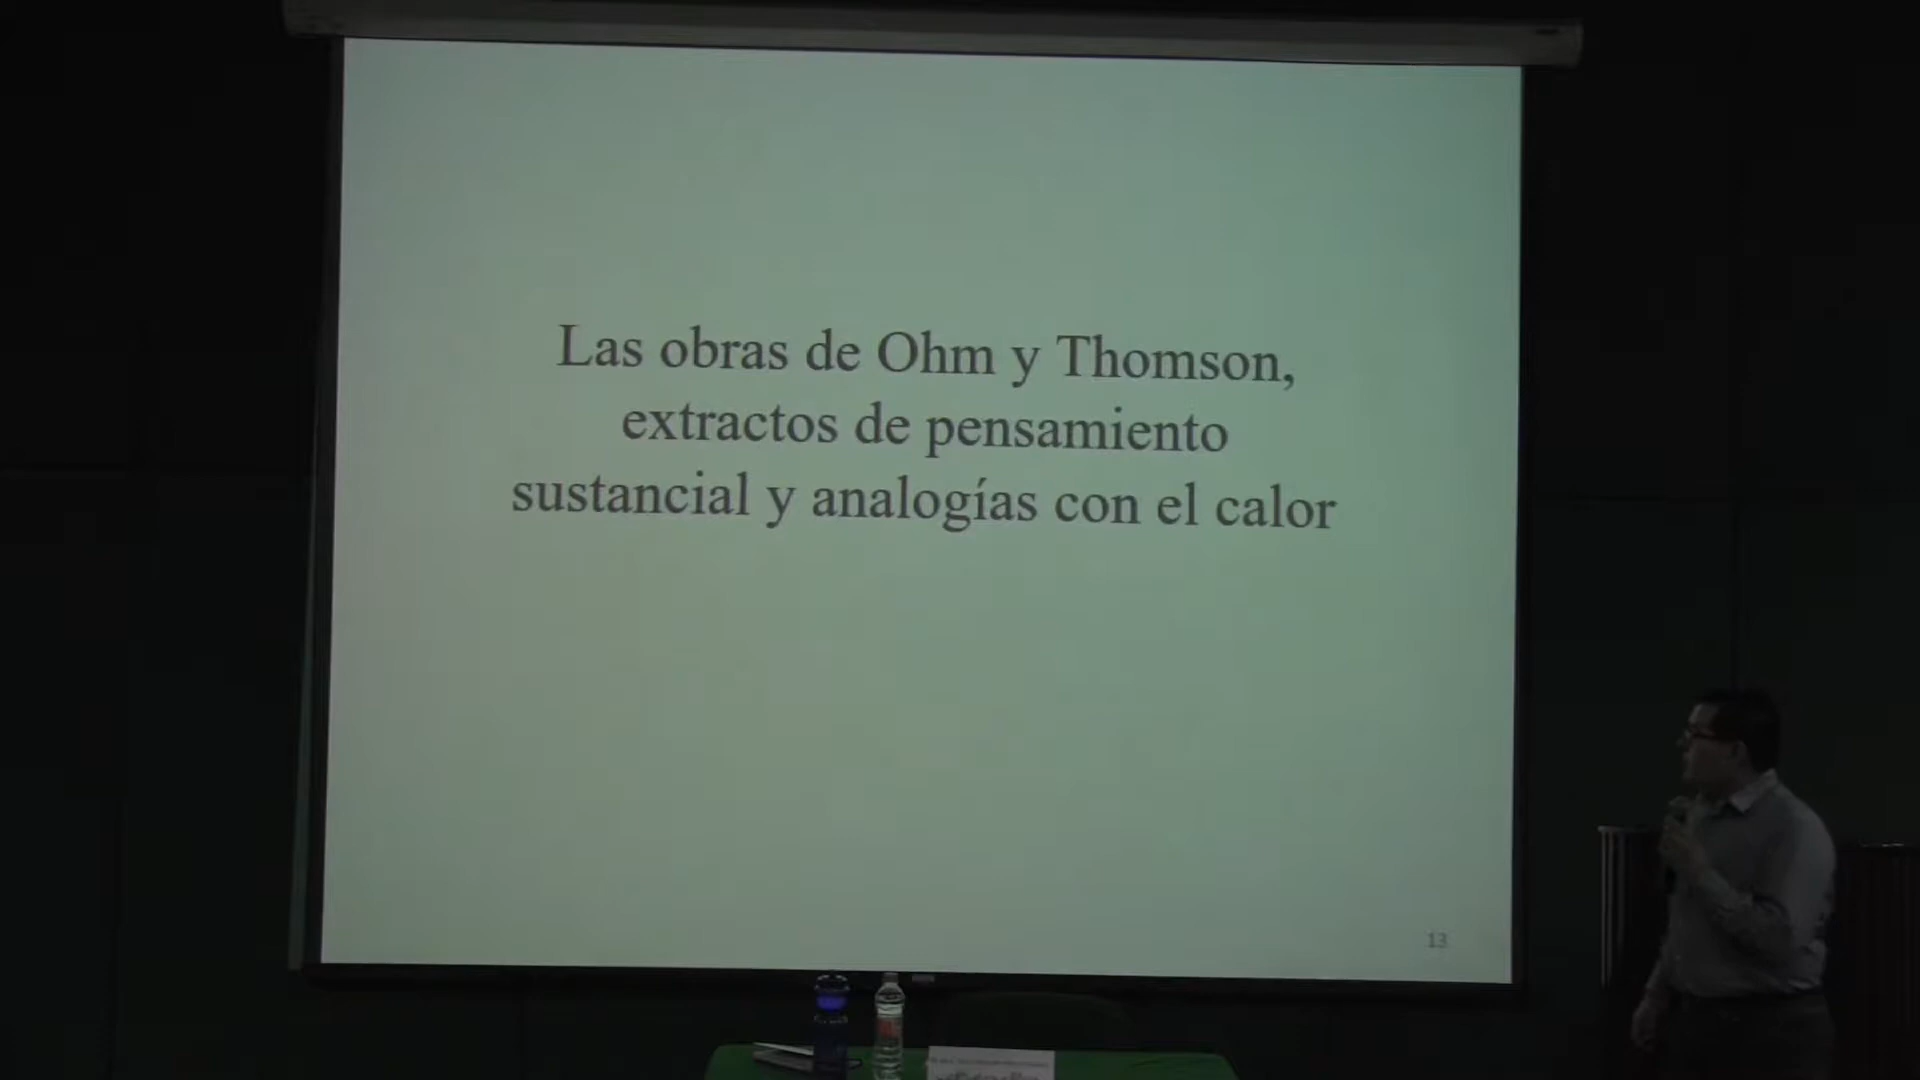 Las obras de Ohm y Thomson,
extractos de pensamiento
sustancial y analogías con el calor
13